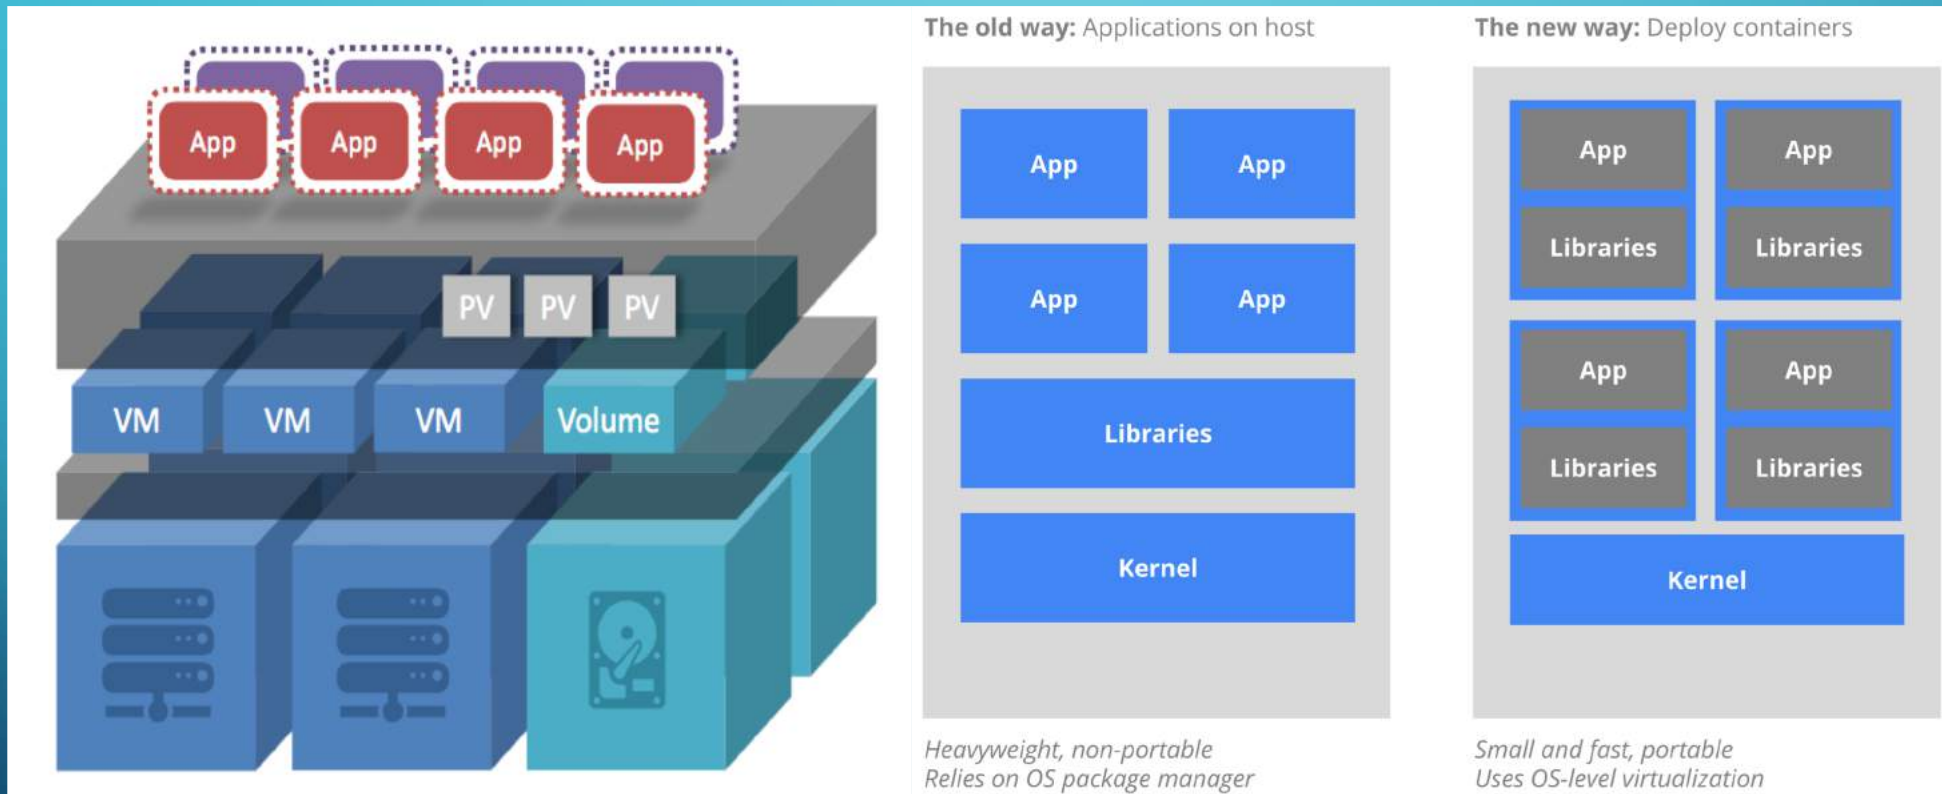 App App App App
PV PV PV
VM VM VM Volume
The old way: Applications on host
App App
App App
Libraries
Kernel
Heavyweight, non-portable
Relies on OS package manager
The new way: Deploy containers
App App
Libraries Libraries
App App
Libraries Libraries
Kernel
Small and fast, portable
Uses OS-level virtualization